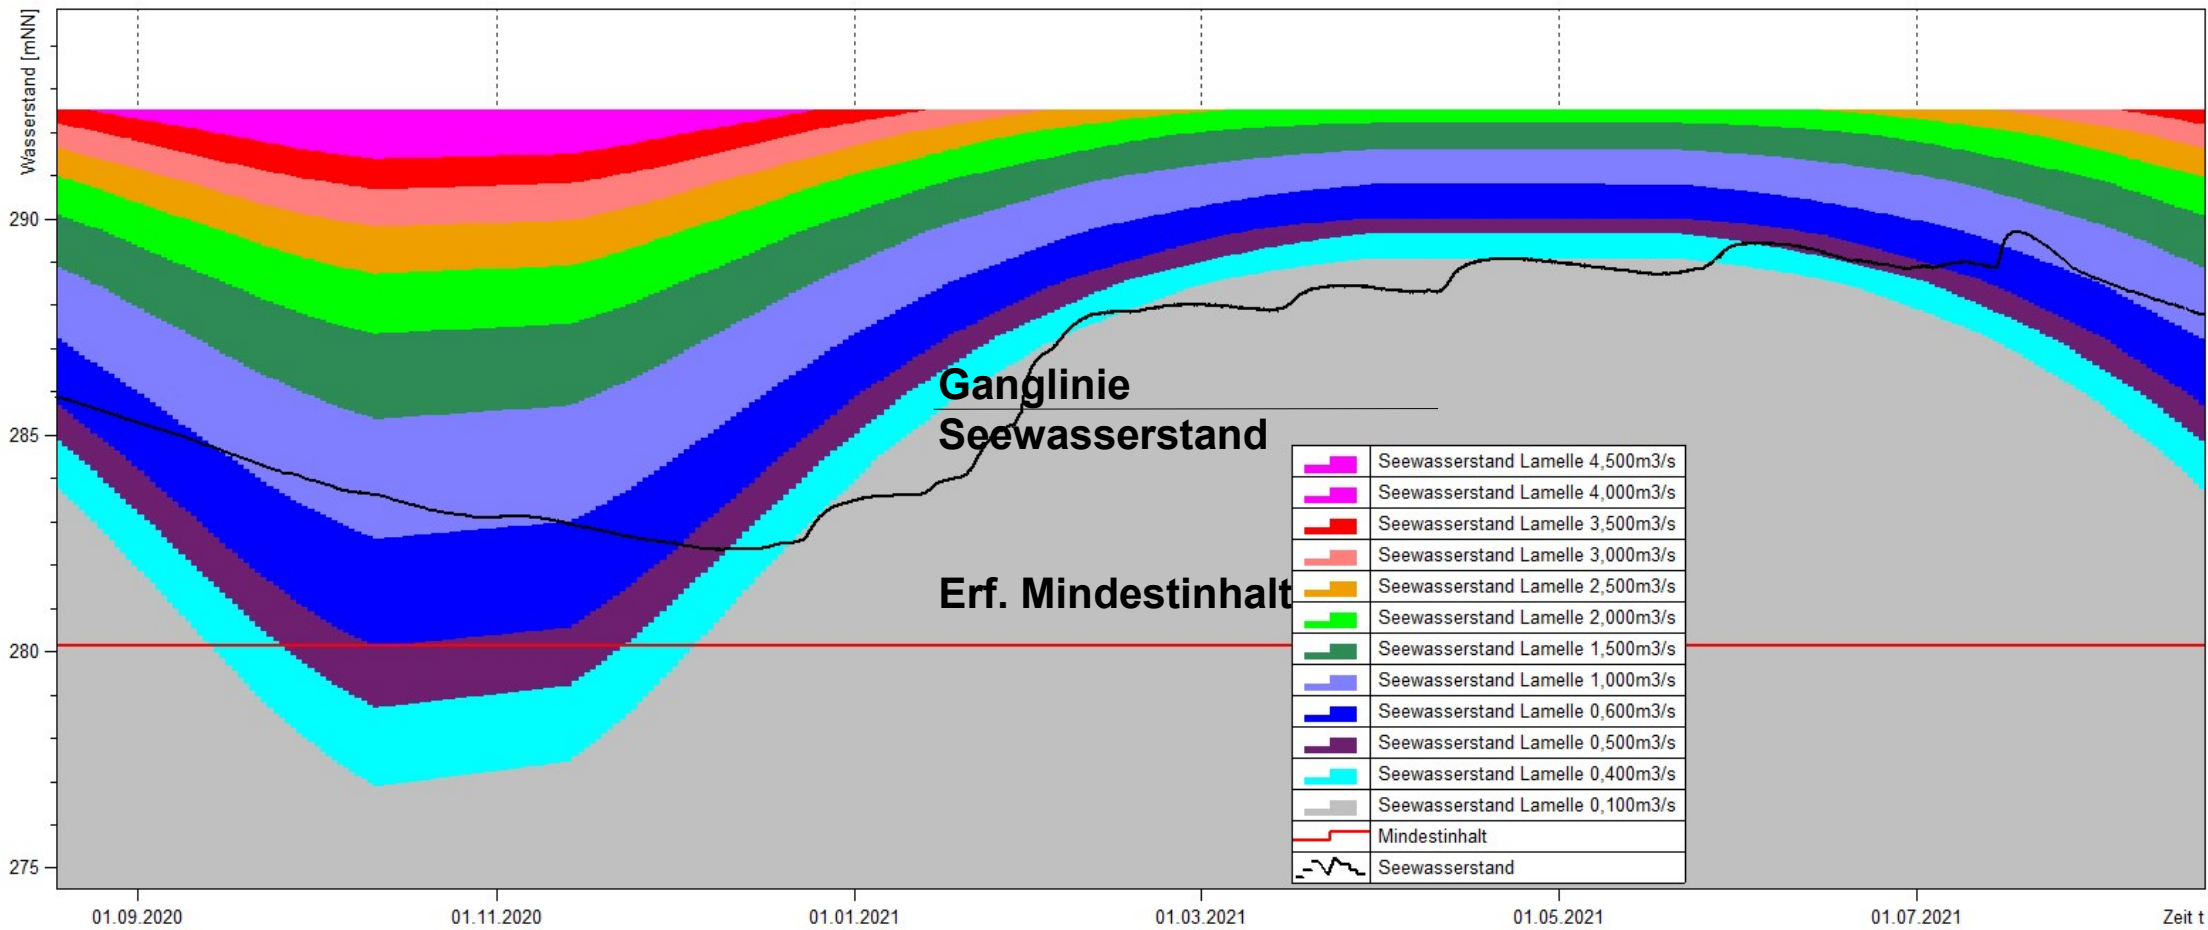 Wasserstand [mNN]
290
285
280
275
Ganglinie
Seewasserstand
Erf. Mindestinhalt
Seewasserstand Lamelle 4,500m3/s
Seewasserstand Lamelle 4,000m3/s
Seewasserstand Lamelle 3,500m3/s
Seewasserstand Lamelle 3,000m3/s
Seewasserstand Lamelle 2,500m3/s
Seewasserstand Lamelle 2,000m3/s
Seewasserstand Lamelle 1,500m3/s
Seewasserstand Lamelle 1,000m3/s
Seewasserstand Lamelle 0,600m3/s
Seewasserstand Lamelle 0,500m3/s
Seewasserstand Lamelle 0,400m3/s
Seewasserstand Lamelle 0,100m3/s
Mindestinhalt
Seewasserstand
01.09.2020 01.11.2020 01.01.2021 01.03.2021 01.05.2021 01.07.2021 Zeit t